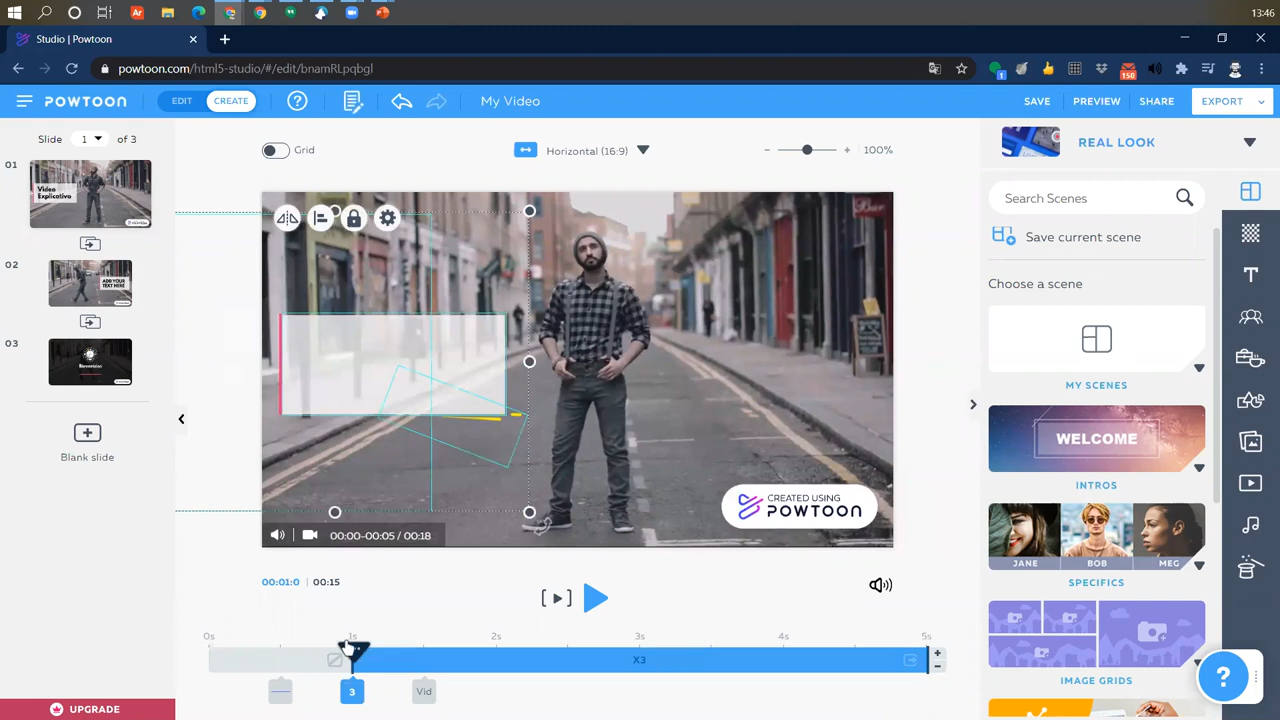 13:46
Studio | Powtoon
powtoon.com/html5-studio/#/edit/bnamRLpqbgl
1
150
POWTOON
EDIT
CREATE
?
My Video
SAVE
PREVIEW
SHARE
EXPORT
Slide 1 of 3
Grid
Horizontal (16:9)
100%
REAL LOOK
01
Video
Explicativo
Search Scenes
Save current scene
02
ADD YOUR
TEXT HERE
Choose a scene
03
MY SCENES
WELCOME
INTROS
Blank slide
CREATED USING
POWTOON
00:00-00:05 / 00:18
JANE
BOB
MEG
SPECIFICS
00:01:0 | 00:15
0s
1s
2s
3s
4s
5s
X3
3
Vid
IMAGE GRIDS
?
UPGRADE